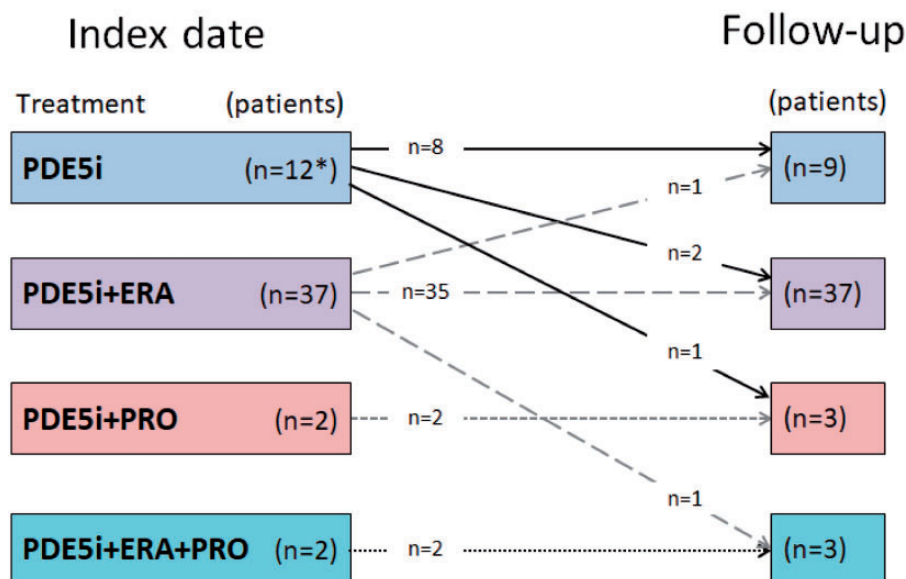 Index date Follow-up
Treatment (patients) (patients)
PDE5i (n=12*) n=8 (n=9)
n=1
PDE5i+ERA (n=37) n=35 n=2 (n=37)
n=1
PDE5i+PRO (n=2) n=2 (n=3)
n=1
PDE5i+ERA+PRO (n=2) n=2 (n=3)